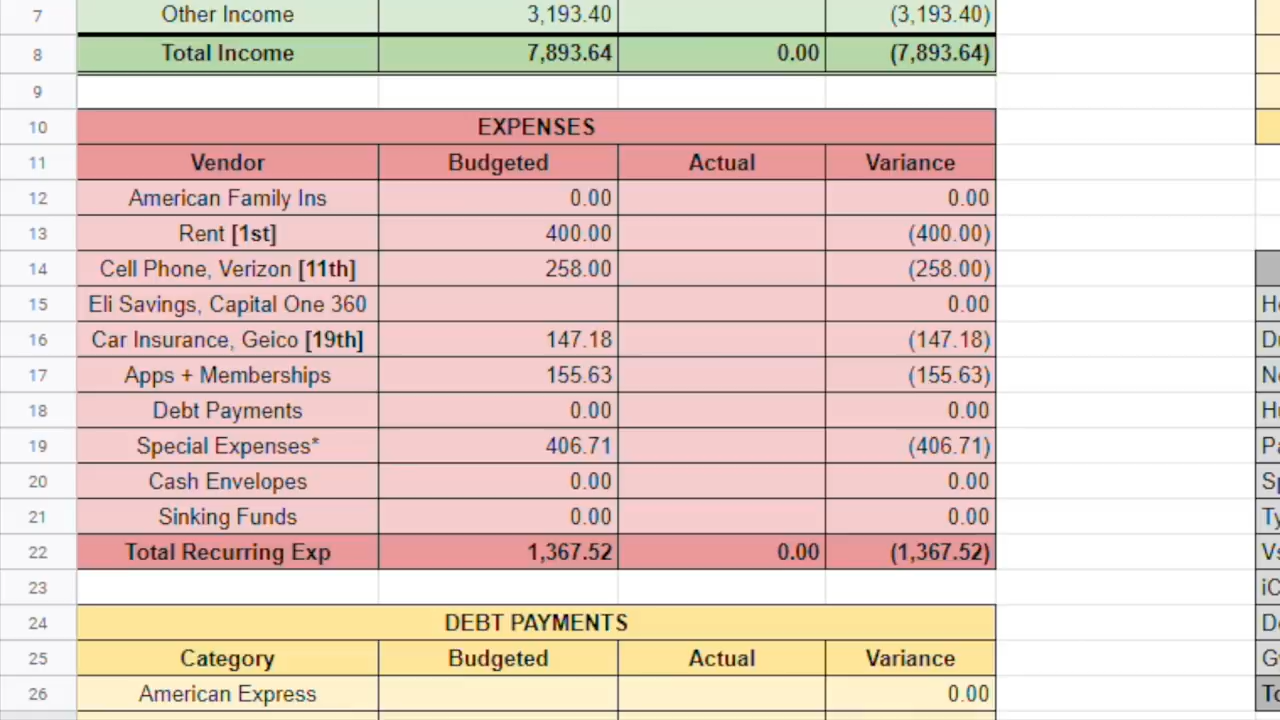 7 Other Income 3,193.40 (3,193.40)
8 Total Income 7,893.64 0.00 (7,893.64)
9
10 EXPENSES
11 Vendor Budgeted Actual Variance
12 American Family Ins 0.00 0.00
13 Rent [1st] 400.00 (400.00)
14 Cell Phone, Verizon [11th] 258.00 (258.00)
15 Eli Savings, Capital One 360 0.00
16 Car Insurance, Geico [19th] 147.18 (147.18)
17 Apps + Memberships 155.63 (155.63)
18 Debt Payments 0.00 0.00
19 Special Expenses* 406.71 (406.71)
20 Cash Envelopes 0.00 0.00
21 Sinking Funds 0.00 0.00
22 Total Recurring Exp 1,367.52 0.00 (1,367.52)
23
24 DEBT PAYMENTS
25 Category Budgeted Actual Variance
26 American Express 0.00